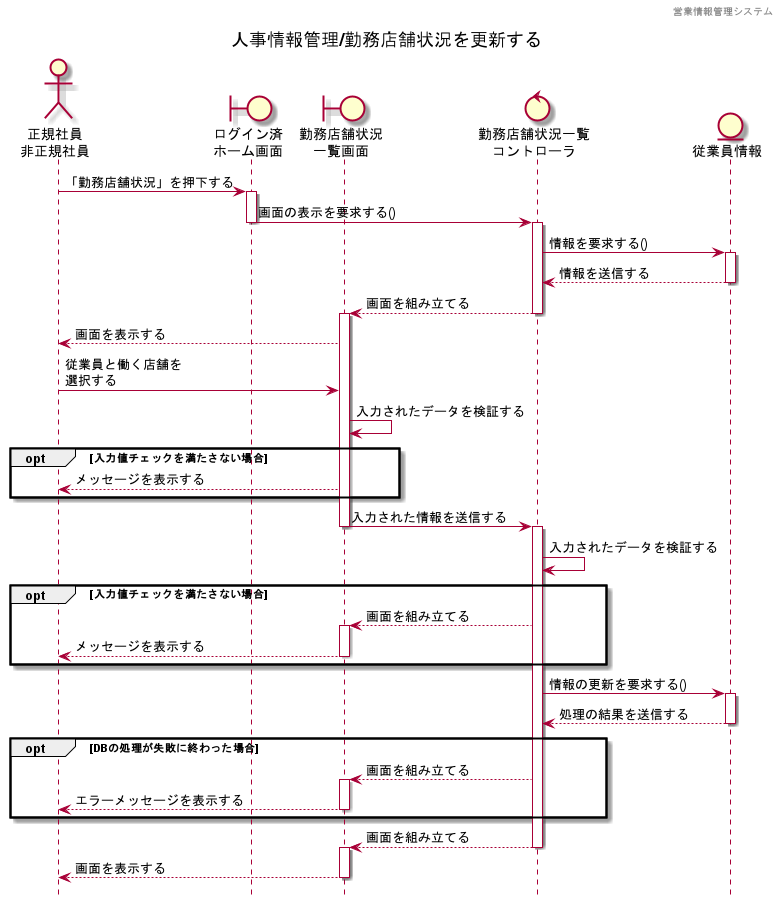 営業情報管理システム
人事情報管理/勤務店舗状況を更新する
正規社員
非正規社員
ログイン済
ホーム画面
勤務店舗状況
一覧画面
勤務店舗状況一覧
コントローラ
従業員情報
「勤務店舗状況」を押下する
画面の表示を要求する()
情報を要求する()
情報を送信する
画面を組み立てる
画面を表示する
従業員と働く店舗を
選択する
入力されたデータを検証する
opt [入力値チェックを満たさない場合]
メッセージを表示する
入力された情報を送信する
入力されたデータを検証する
opt [入力値チェックを満たさない場合]
画面を組み立てる
メッセージを表示する
情報の更新を要求する()
処理の結果を送信する
opt [DBの処理が失敗に終わった場合]
画面を組み立てる
エラーメッセージを表示する
画面を組み立てる
画面を表示する